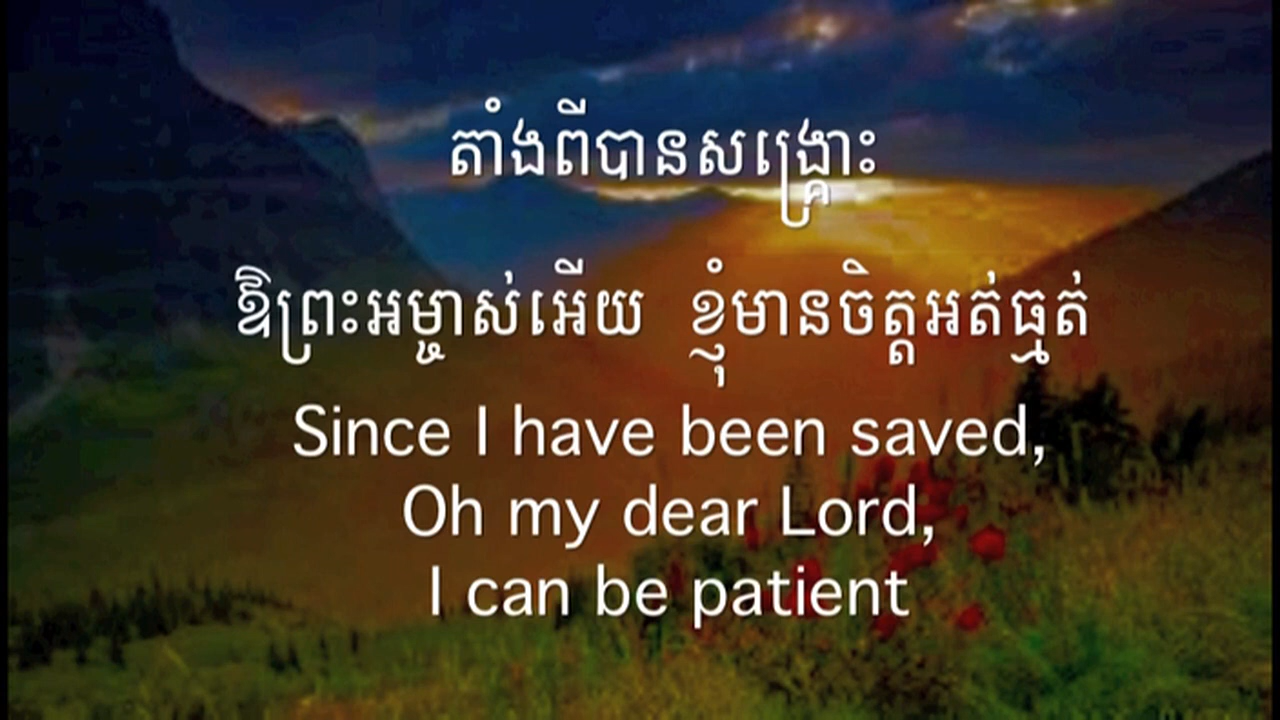 តាំងពីបានសង្គ្រោះ
ឱព្រះអម្ចាស់អើយ ខ្ញុំមានចិត្តអត់ធ្មត់
Since I have been saved,
Oh my dear Lord,
I can be patient